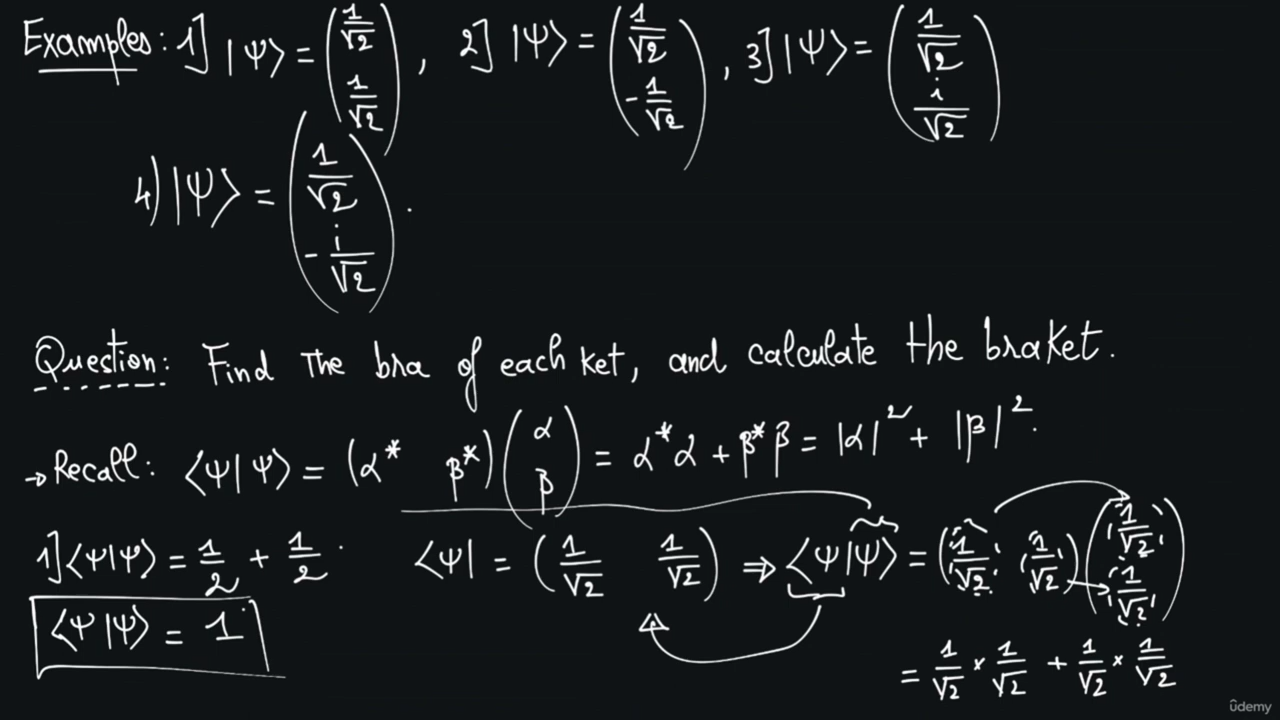 Examples: 1] |Ψ⟩ = (1/√2 1/√2), 2] |Ψ⟩ = (1/√2 -1/√2), 3] |Ψ⟩ = (1/√2 i/√2)
4) |Ψ⟩ = (1/√2 -i/√2).
Question: Find The bra of each ket, and calculate the braket.
→ Recall: ⟨Ψ|Ψ⟩ = (α* β*)(α β) = α*α + β*β = |α|² + |β|².
1] ⟨Ψ|Ψ⟩ = 1/2 + 1/2. ⟨Ψ| = (1/√2 1/√2) ⇒ ⟨Ψ|Ψ⟩ = (1/√2 1/√2)(1/√2 1/√2)
⟨Ψ|Ψ⟩ = 1.
= 1/√2 × 1/√2 + 1/√2 × 1/√2
ûdemy